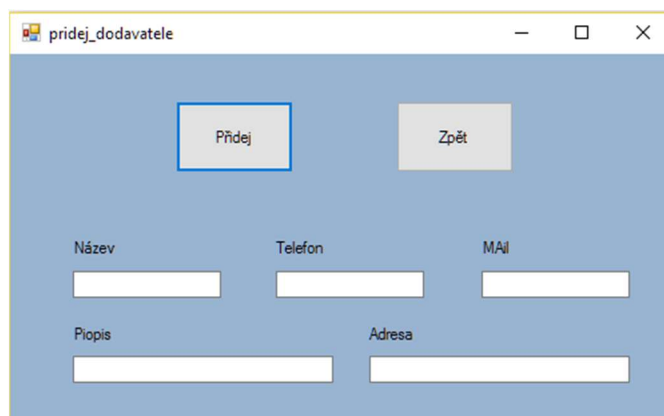 pridej_dodavatele
Přidej Zpět
Název Telefon MAil
Piopis Adresa